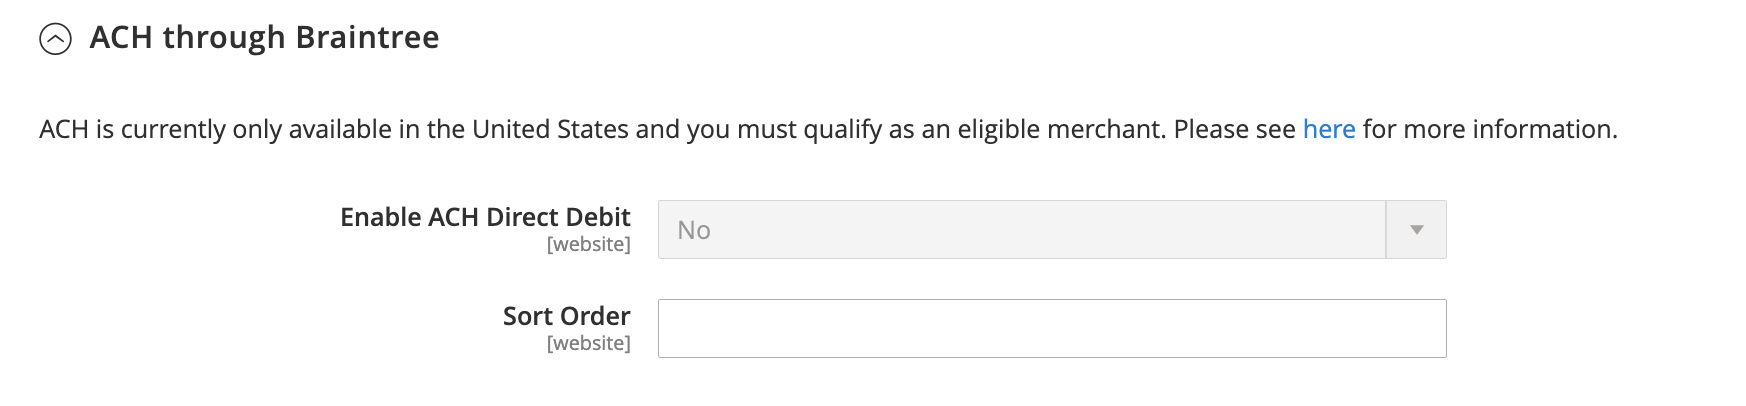 ACH through Braintree
ACH is currently only available in the United States and you must qualify as an eligible merchant. Please see here for more information.
Enable ACH Direct Debit
[website]
No
Sort Order
[website]